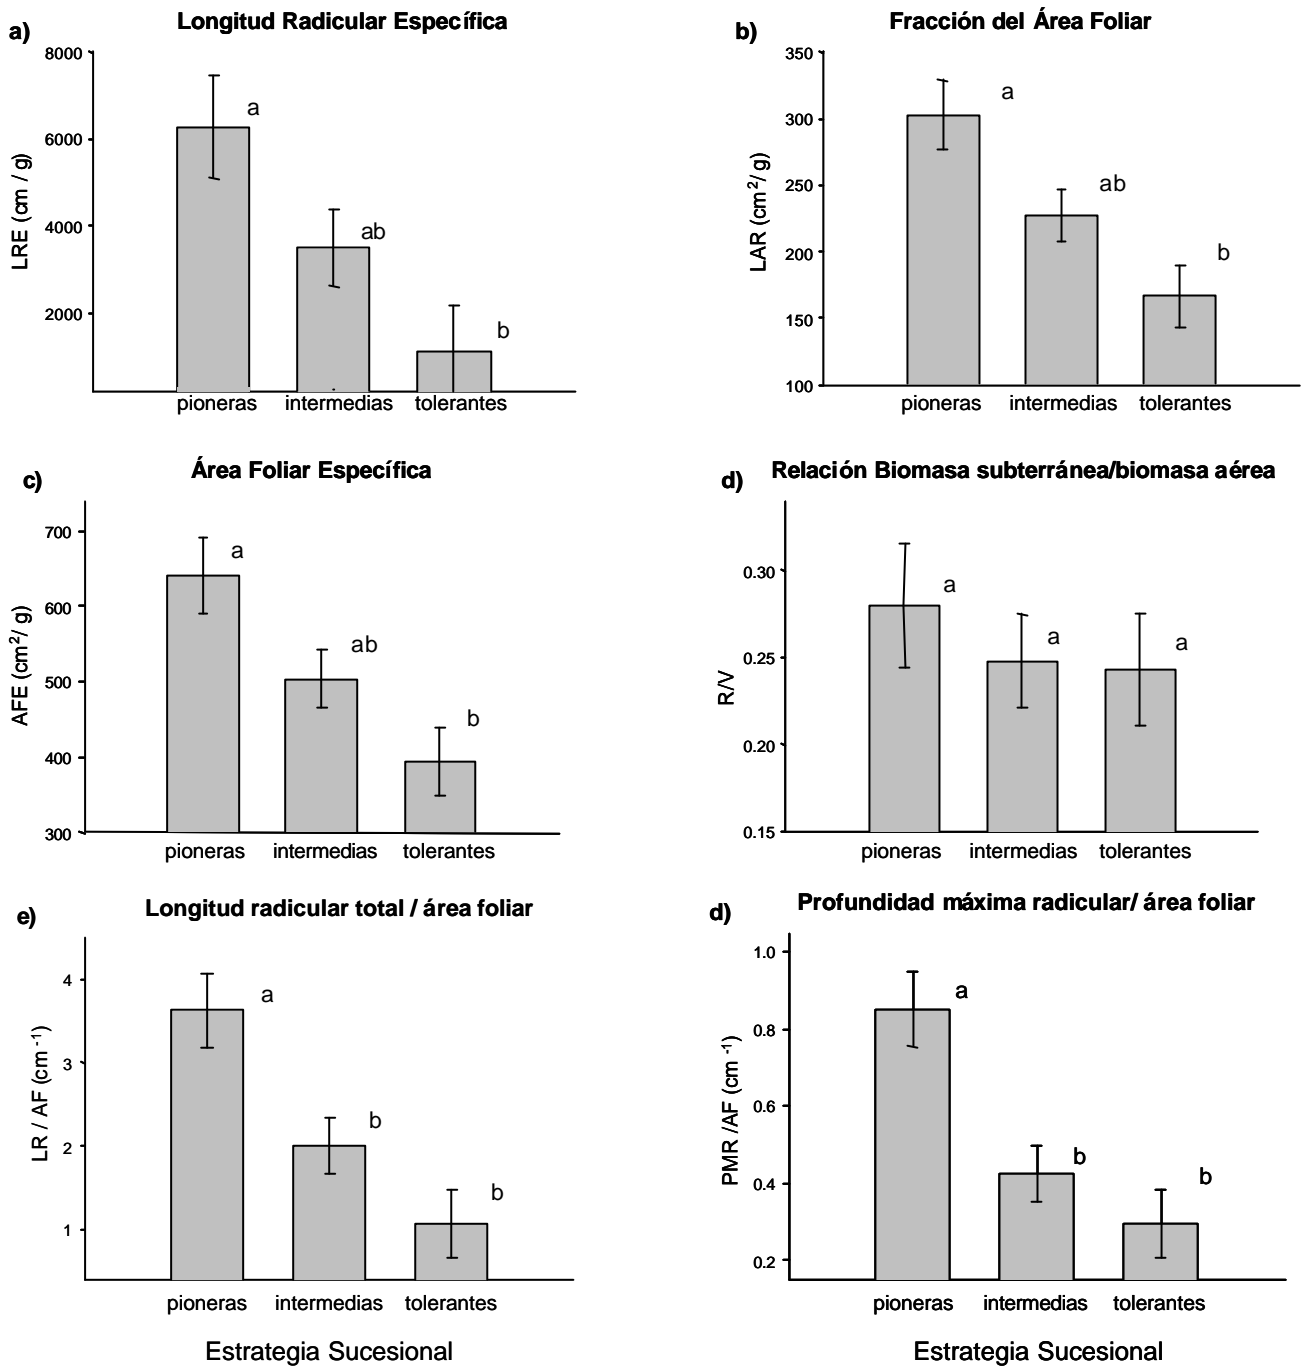 a)
Longitud Radicular Específica
8000
6000
4000
2000
LRE (cm / g)
a
ab
b
pioneras intermedias tolerantes
b)
Fracción del Área Foliar
350
300
250
200
150
100
LAR (cm²/ g)
a
ab
b
pioneras intermedias tolerantes
c)
Área Foliar Específica
700
600
500
400
300
AFE (cm²/ g)
a
ab
b
pioneras intermedias tolerantes
d)
Relación Biomasa subterránea/biomasa aérea
0.30
0.25
0.20
0.15
R/V
a
a
a
pioneras intermedias tolerantes
e)
Longitud radicular total / área foliar
4
3
2
1
LR / AF (cm ⁻¹)
a
b
b
pioneras intermedias tolerantes
Estrategia Sucesional
d)
Profundidad máxima radicular/ área foliar
1.0
0.8
0.6
0.4
0.2
PMR /AF (cm ⁻¹)
a
b
b
pioneras intermedias tolerantes
Estrategia Sucesional